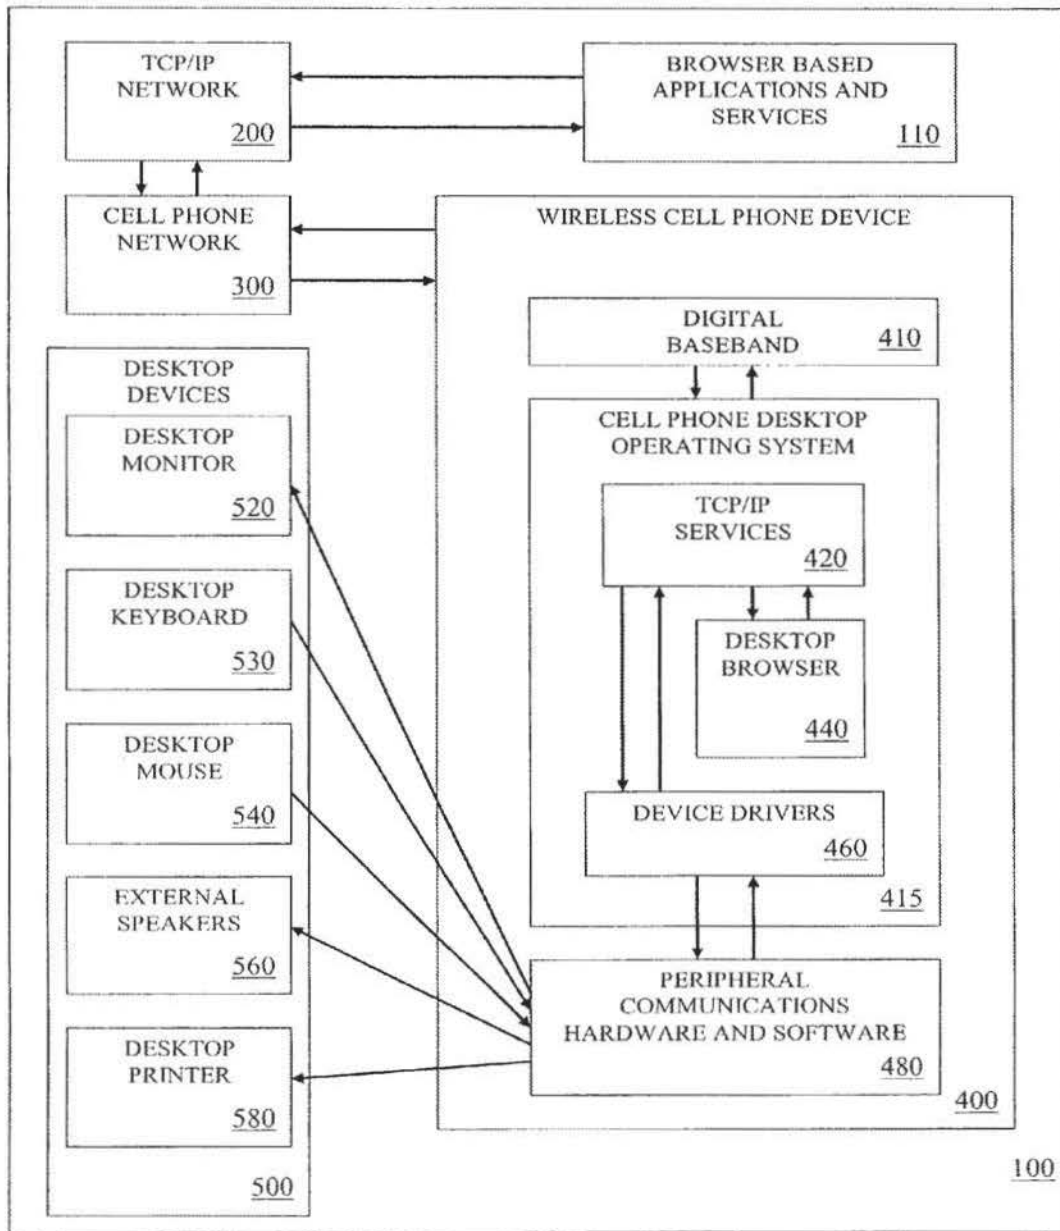 TCP/IP
NETWORK
200
BROWSER BASED
APPLICATIONS AND
SERVICES
110
CELL PHONE
NETWORK
300
WIRELESS CELL PHONE DEVICE
DIGITAL
BASEBAND
410
CELL PHONE DESKTOP
OPERATING SYSTEM
TCP/IP
SERVICES
420
DESKTOP
BROWSER
440
DEVICE DRIVERS
460
415
PERIPHERAL
COMMUNICATIONS
HARDWARE AND SOFTWARE
480
400
DESKTOP
DEVICES
DESKTOP
MONITOR
520
DESKTOP
KEYBOARD
530
DESKTOP
MOUSE
540
EXTERNAL
SPEAKERS
560
DESKTOP
PRINTER
580
500
100